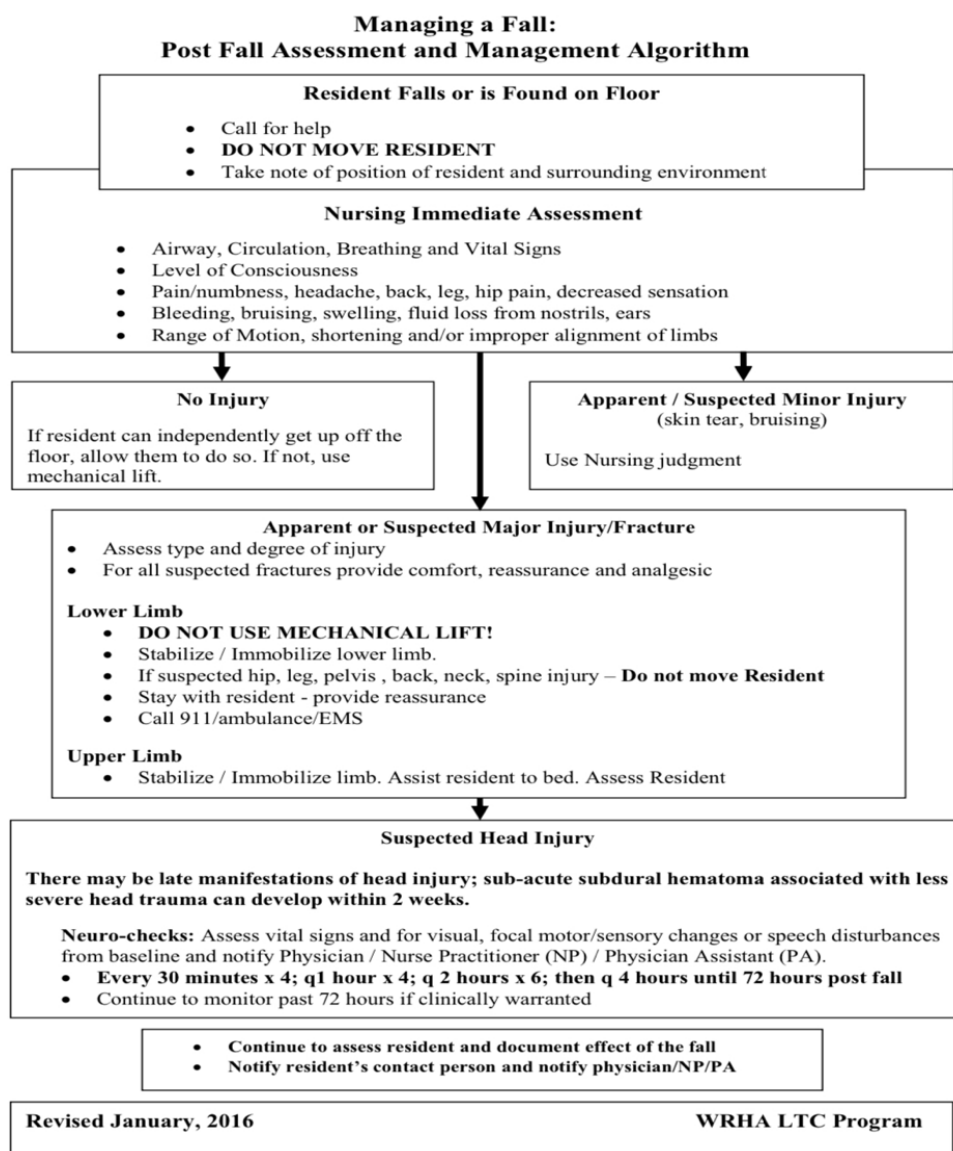 Managing a Fall:
Post Fall Assessment and Management Algorithm
Resident Falls or is Found on Floor
• Call for help
• DO NOT MOVE RESIDENT
• Take note of position of resident and surrounding environment
Nursing Immediate Assessment
• Airway, Circulation, Breathing and Vital Signs
• Level of Consciousness
• Pain/numbness, headache, back, leg, hip pain, decreased sensation
• Bleeding, bruising, swelling, fluid loss from nostrils, ears
• Range of Motion, shortening and/or improper alignment of limbs
No Injury
If resident can independently get up off the
floor, allow them to do so. If not, use
mechanical lift.
Apparent / Suspected Minor Injury
(skin tear, bruising)
Use Nursing judgment
Apparent or Suspected Major Injury/Fracture
• Assess type and degree of injury
• For all suspected fractures provide comfort, reassurance and analgesic
Lower Limb
• DO NOT USE MECHANICAL LIFT!
• Stabilize / Immobilize lower limb.
• If suspected hip, leg, pelvis , back, neck, spine injury – Do not move Resident
• Stay with resident - provide reassurance
• Call 911/ambulance/EMS
Upper Limb
• Stabilize / Immobilize limb. Assist resident to bed. Assess Resident
Suspected Head Injury
There may be late manifestations of head injury; sub-acute subdural hematoma associated with less
severe head trauma can develop within 2 weeks.
Neuro-checks: Assess vital signs and for visual, focal motor/sensory changes or speech disturbances
from baseline and notify Physician / Nurse Practitioner (NP) / Physician Assistant (PA).
• Every 30 minutes x 4; q1 hour x 4; q 2 hours x 6; then q 4 hours until 72 hours post fall
• Continue to monitor past 72 hours if clinically warranted
• Continue to assess resident and document effect of the fall
• Notify resident's contact person and notify physician/NP/PA
Revised January, 2016 WRHA LTC Program